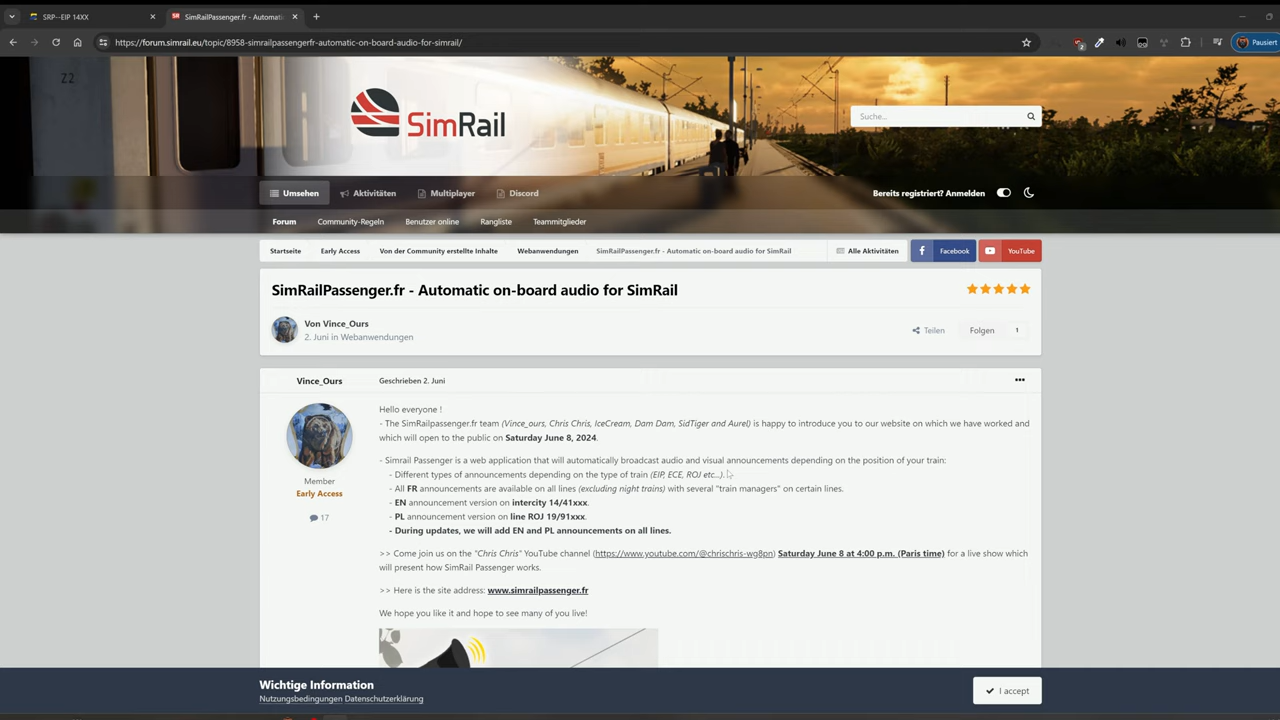 SRP--EIP 14XX
SimRailPassenger.fr - Automati
https://forum.simrail.eu/topic/8958-simrailpassengerfr-automatic-on-board-audio-for-simrail/
2
Pausiert
Z2
SimRail
Suche...
Umsehen
Aktivitäten
Multiplayer
Discord
Bereits registriert? Anmelden
Forum
Community-Regeln
Benutzer online
Rangliste
Teammitglieder
Startseite
Early Access
Von der Community erstellte Inhalte
Webanwendungen
SimRailPassenger.fr - Automatic on-board audio for SimRail
Alle Aktivitäten
Facebook
YouTube
SimRailPassenger.fr - Automatic on-board audio for SimRail
Von Vince_Ours
2. Juni in Webanwendungen
Teilen
Folgen
1
Vince_Ours
Geschrieben 2. Juni
Member
Early Access
17
Hello everyone !
- The SimRailpassenger.fr team (Vince_ours, Chris Chris, IceCream, Dam Dam, SidTiger and Aurel) is happy to introduce you to our website on which we have worked and
which will open to the public on Saturday June 8, 2024.
- Simrail Passenger is a web application that will automatically broadcast audio and visual announcements depending on the position of your train:
- Different types of announcements depending on the type of train (EIP, ECE, ROJ etc...).
- All FR announcements are available on all lines (excluding night trains) with several "train managers" on certain lines.
- EN announcement version on intercity 14/41xxx.
- PL announcement version on line ROJ 19/91xxx.
- During updates, we will add EN and PL announcements on all lines.
>> Come join us on the "Chris Chris" YouTube channel (https://www.youtube.com/@chrischris-wg8pn) Saturday June 8 at 4:00 p.m. (Paris time) for a live show which
will present how SimRail Passenger works.
>> Here is the site address: www.simrailpassenger.fr
We hope you like it and hope to see many of you live!
Wichtige Information
Nutzungsbedingungen Datenschutzerklärung
I accept